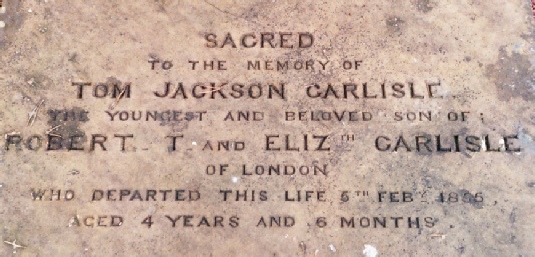 SACRED
TO THE MEMORY OF
TOM JACKSON CARLISLE
THE YOUNGEST AND BELOVED SON OF
ROBERT T. AND ELIZTH CARLISLE
OF LONDON
WHO DEPARTED THIS LIFE 5TH FEBY
AGED 4 YEARS AND 6 MONTHS